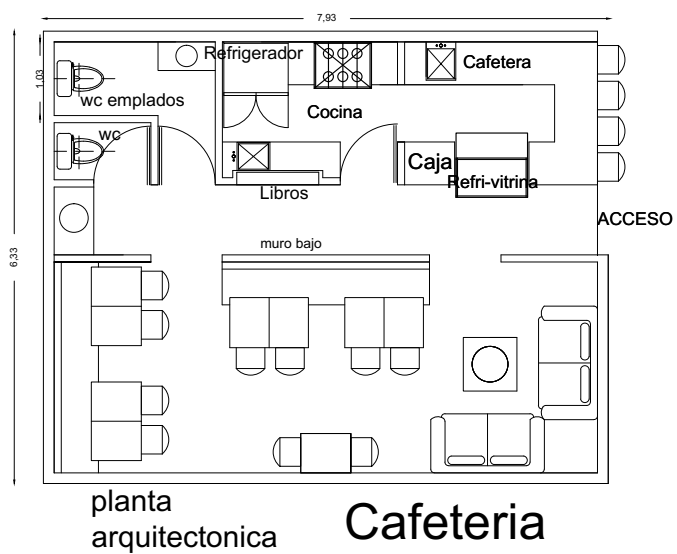 7,93
Refrigerador
Cafetera
1,03
wc emplados
Cocina
wc
Caja
Refri-vitrina
Libros
ACCESO
muro bajo
6,33
planta
arquitectonica
Cafeteria